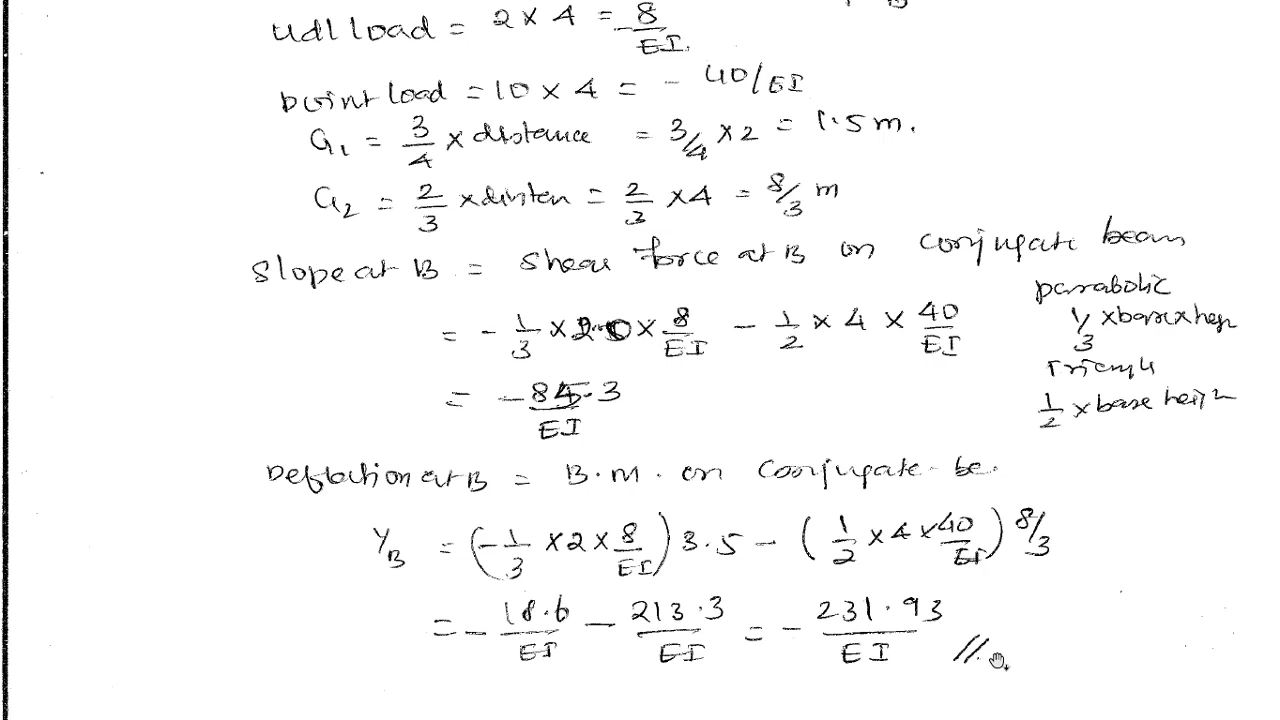 udl load = 2 x 4 = - 8/EI.
point load = 10 x 4 = - 40/EI
G1 = 3/4 x distance = 3/4 x 2 = 1.5 m.
G2 = 2/3 x disten = 2/3 x 4 = 8/3 m
Slope at B = Shear force at B on conjugate beam
parabolic
= - 1/3 x 2 x 8/EI - 1/2 x 4 x 40/EI
1/3 x base x heg
= - 85.3/EI
1/2 x base heig
Deflection at B = B.M. on Conjugate be.
YB = (- 1/3 x 2 x 8/EI) 3.5 - (1/2 x 4 x 40/EI) 8/3
= - 18.6/EI - 213.3/EI = - 231.93/EI //.